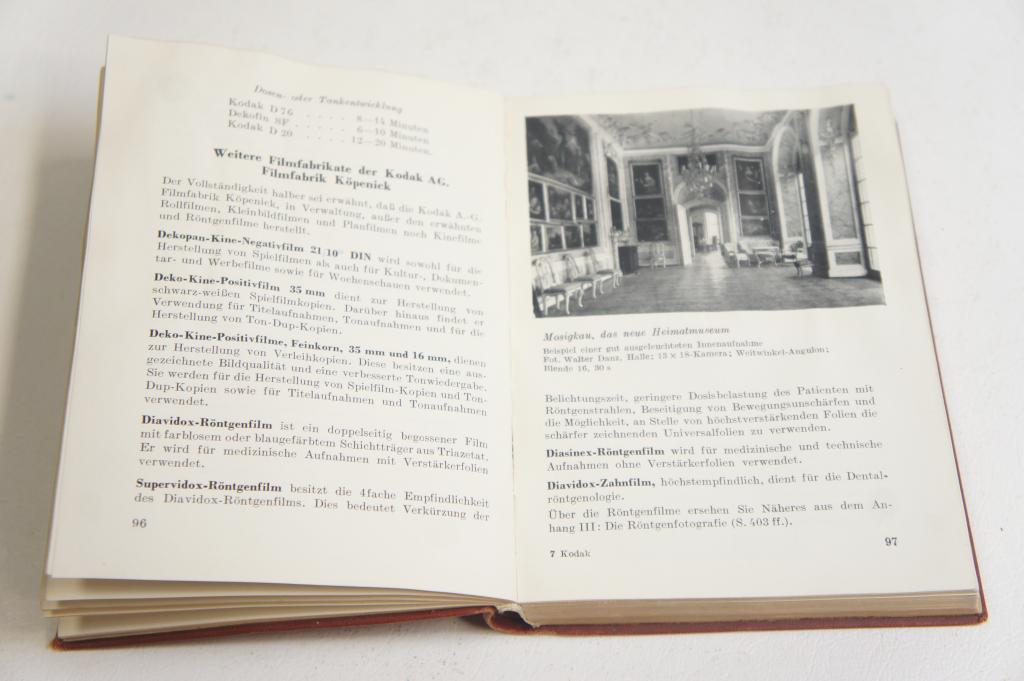 Dosen- oder Tankentwicklung
Kodak D 76 . . . . . 8—14 Minuten
Dekofin SF . . . . . 6—10 Minuten
Kodak D 20 . . . . . 12—20 Minuten.
Weitere Filmfabrikate der Kodak AG.
Filmfabrik Köpenick
Der Vollständigkeit halber sei erwähnt, daß die Kodak A.-G.
Filmfabrik Köpenick, in Verwaltung, außer den erwähnten
Rollfilmen, Kleinbildfilmen und Planfilmen noch Kinefilme
und Röntgenfilme herstellt.
Dekopan-Kine-Negativfilm 21/10° DIN wird sowohl für die
Herstellung von Spielfilmen als auch für Kultur-, Dokumen-
tar- und Werbefilme sowie für Wochenschauen verwendet.
Deko-Kine-Positivfilm 35 mm dient zur Herstellung von
schwarz-weißen Spielfilmkopien. Darüber hinaus findet er
Verwendung für Titelaufnahmen, Tonaufnahmen und für die
Herstellung von Ton-Dup-Kopien.
Deko-Kine-Positivfilme, Feinkorn, 35 mm und 16 mm, dienen
zur Herstellung von Verleihkopien. Diese besitzen eine aus-
gezeichnete Bildqualität und eine verbesserte Tonwiedergabe.
Sie werden für die Herstellung von Spielfilm-Kopien und Ton-
Dup-Kopien sowie für Titelaufnahmen und Tonaufnahmen
verwendet.
Diavidox-Röntgenfilm ist ein doppelseitig begossener Film
mit farblosem oder blaugefärbtem Schichtträger aus Triazetat.
Er wird für medizinische Aufnahmen mit Verstärkerfolien
verwendet.
Supervidox-Röntgenfilm besitzt die 4fache Empfindlichkeit
des Diavidox-Röntgenfilms. Dies bedeutet Verkürzung der
96
Mosigkau, das neue Heimatmuseum
Beispiel einer gut ausgeleuchteten Innenaufnahme
Fot. Walter Danz, Halle; 13 × 18-Kamera; Weitwinkel-Angulon;
Blende 16, 30 s
Belichtungszeit, geringere Dosisbelastung des Patienten mit
Röntgenstrahlen, Beseitigung von Bewegungsunschärfen und
die Möglichkeit, an Stelle von höchstverstärkenden Folien die
schärfer zeichnenden Universalfolien zu verwenden.
Diasinex-Röntgenfilm wird für medizinische und technische
Aufnahmen ohne Verstärkerfolien verwendet.
Diavidox-Zahnfilm, höchstempfindlich, dient für die Dental-
röntgenologie.
Über die Röntgenfilme ersehen Sie Näheres aus dem An-
hang III: Die Röntgenfotografie (S. 403 ff.).
7 Kodak
97